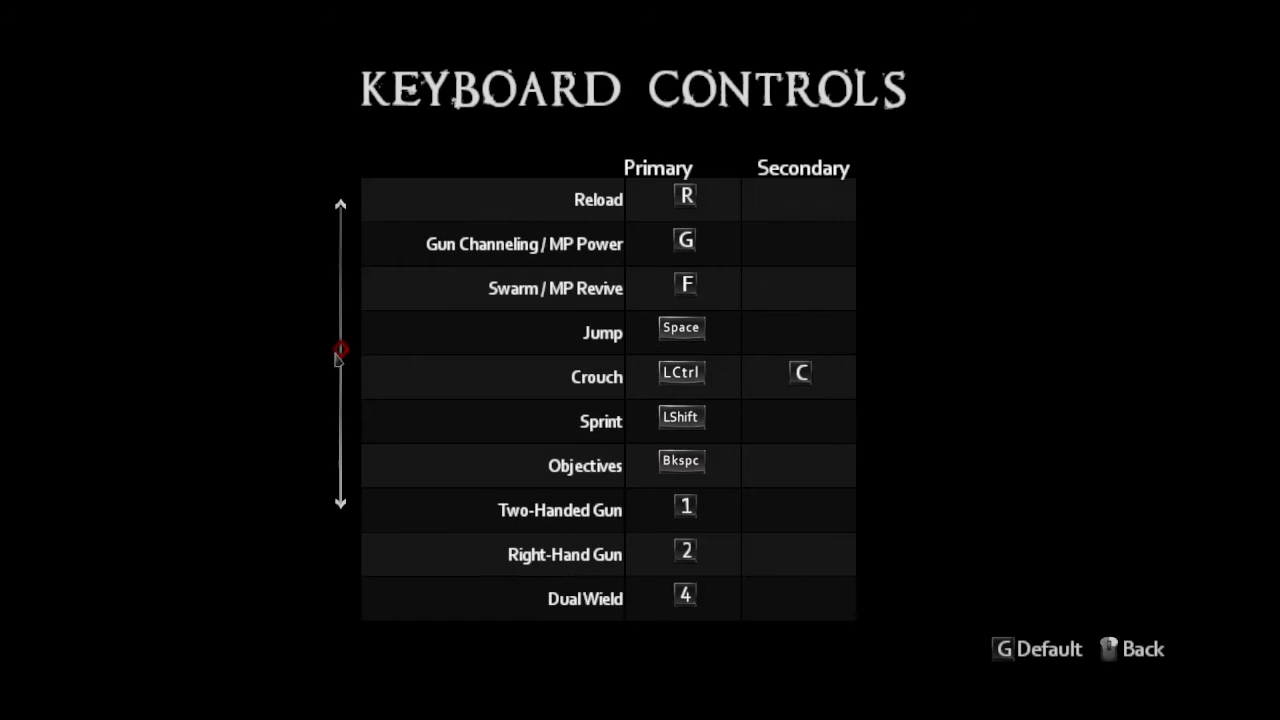 KEYBOARD CONTROLS
Primary Secondary
Reload R
Gun Channeling / MP Power G
Swarm / MP Revive F
Jump Space
Crouch LCtrl C
Sprint LShift
Objectives Bkspc
Two-Handed Gun 1
Right-Hand Gun 2
Dual Wield 4
G Default Back